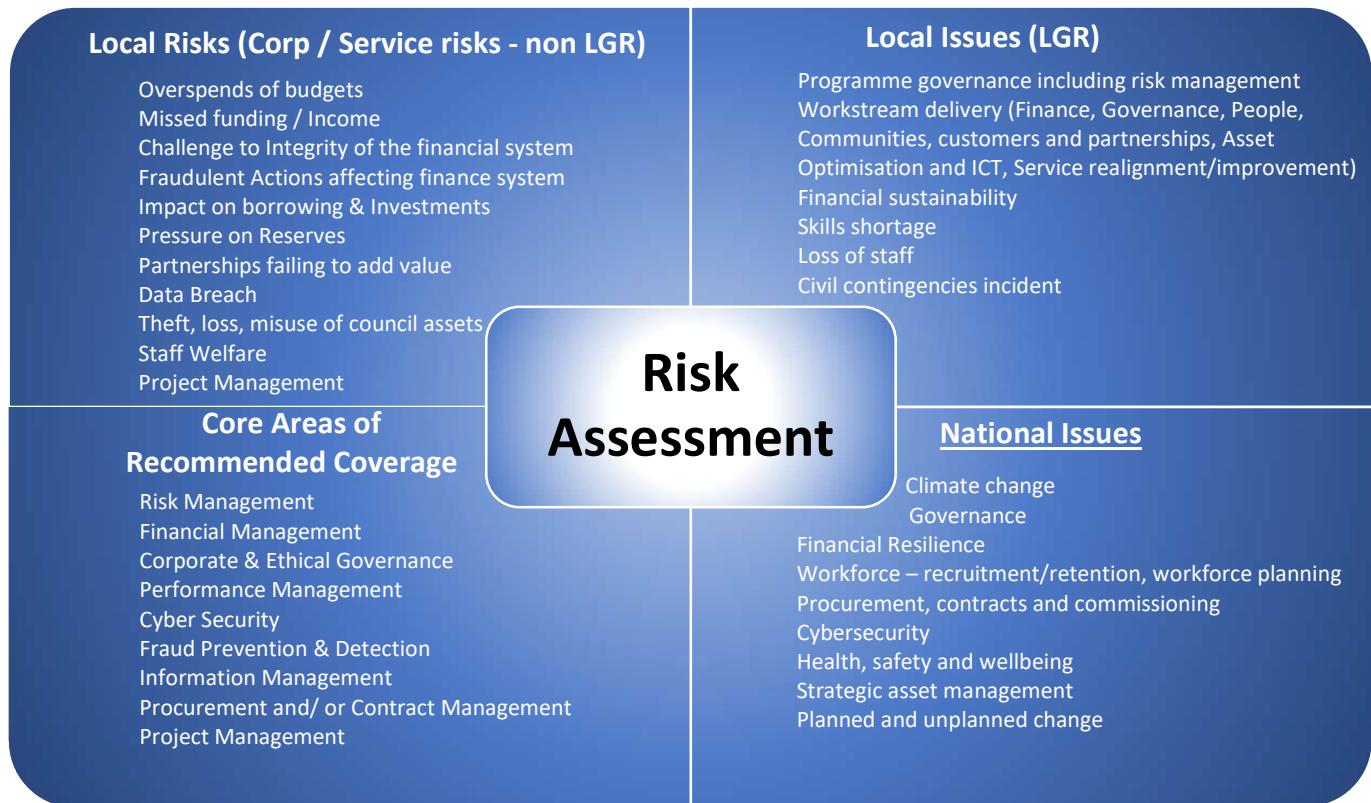 Local Risks (Corp / Service risks - non LGR)
Overspends of budgets
Missed funding / Income
Challenge to Integrity of the financial system
Fraudulent Actions affecting finance system
Impact on borrowing & Investments
Pressure on Reserves
Partnerships failing to add value
Data Breach
Theft, loss, misuse of council assets
Staff Welfare
Project Management
Local Issues (LGR)
Programme governance including risk management
Workstream delivery (Finance, Governance, People,
Communities, customers and partnerships, Asset
Optimisation and ICT, Service realignment/improvement)
Financial sustainability
Skills shortage
Loss of staff
Civil contingencies incident
Risk
Assessment
Core Areas of
Recommended Coverage
Risk Management
Financial Management
Corporate & Ethical Governance
Performance Management
Cyber Security
Fraud Prevention & Detection
Information Management
Procurement and/ or Contract Management
Project Management
National Issues
Climate change
Governance
Financial Resilience
Workforce – recruitment/retention, workforce planning
Procurement, contracts and commissioning
Cybersecurity
Health, safety and wellbeing
Strategic asset management
Planned and unplanned change